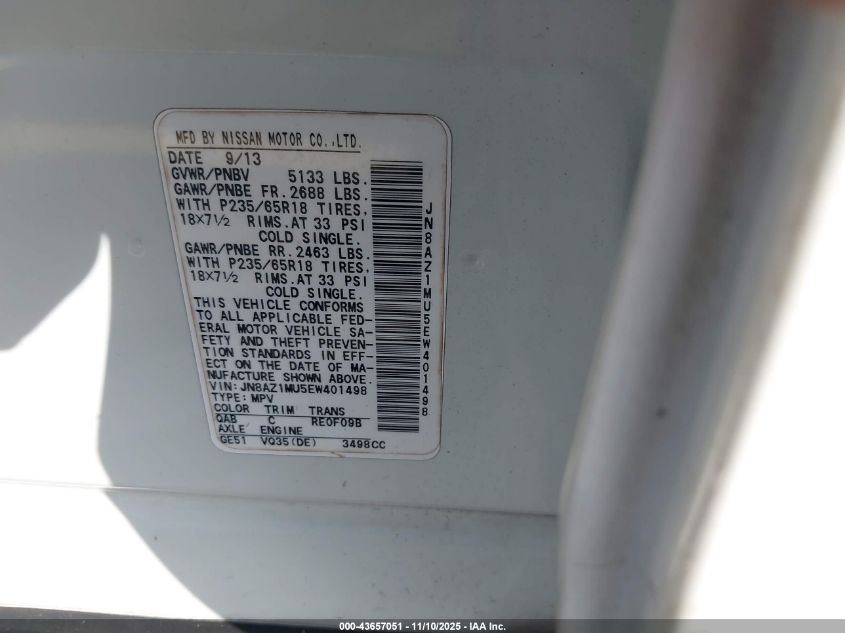 MFD BY NISSAN MOTOR CO.,LTD.
DATE 9/13
GVWR/PNBV 5133 LBS.
GAWR/PNBE FR. 2688 LBS.
WITH P235/65R18 TIRES,
18X7½ RIMS.AT 33 PSI
COLD SINGLE.
GAWR/PNBE RR. 2463 LBS.
WITH P235/65R18 TIRES,
18X7½ RIMS.AT 33 PSI
COLD SINGLE.
THIS VEHICLE CONFORMS
TO ALL APPLICABLE FED-
ERAL MOTOR VEHICLE SA-
FETY AND THEFT PREVEN-
TION STANDARDS IN EFF-
ECT ON THE DATE OF MA-
NUFACTURE SHOWN ABOVE.
VIN: JN8AZ1MU5EW401498
TYPE: MPV
COLOR TRIM TRANS
QAB C RE0F09B
AXLE ENGINE
GE51 VQ35(DE) 3498CC
JN8AZ1MU5EW401498
000-43657051 — 11/10/2025 — IAA Inc.